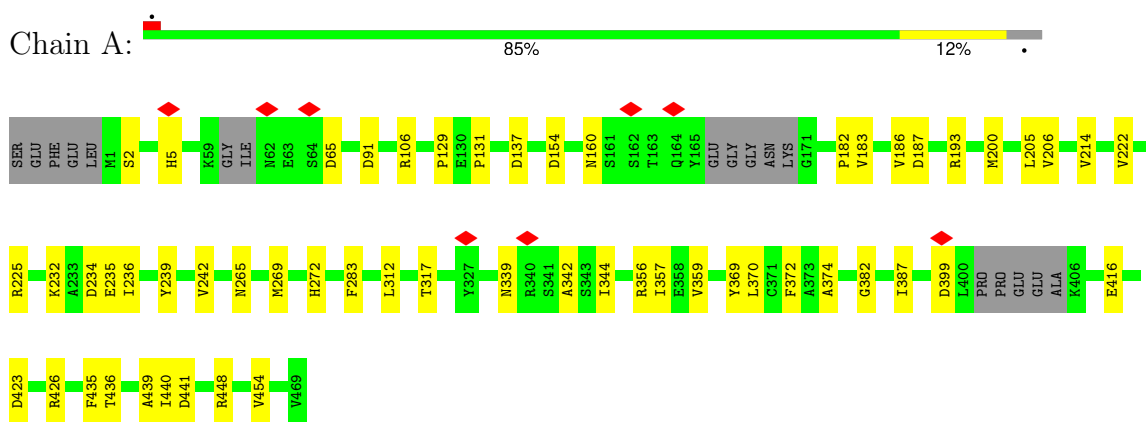 Chain A:
85% 12%
SER GLU PHE GLU LEU M1 S2 H5 K59 GLY ILE N62 E63 S64 D65 D91 R106 P129 E130 P131 D137 D154 N160 S161 S162 T163 Q164 Y165 GLU GLY GLY ASN LYS G171 P182 V183 V186 D187 R193 M200 L205 V206 V214 V222
R225 K232 A233 D234 E235 I236 Y239 V242 N265 M269 H272 F283 L312 T317 Y327 N339 R340 S341 A342 S343 I344 R356 I357 E358 V359 Y369 L370 C371 F372 A373 A374 G382 I387 D399 L400 PRO PRO GLU GLU ALA K406 E416
D423 R426 F435 T436 A439 I440 D441 R448 V454 V469